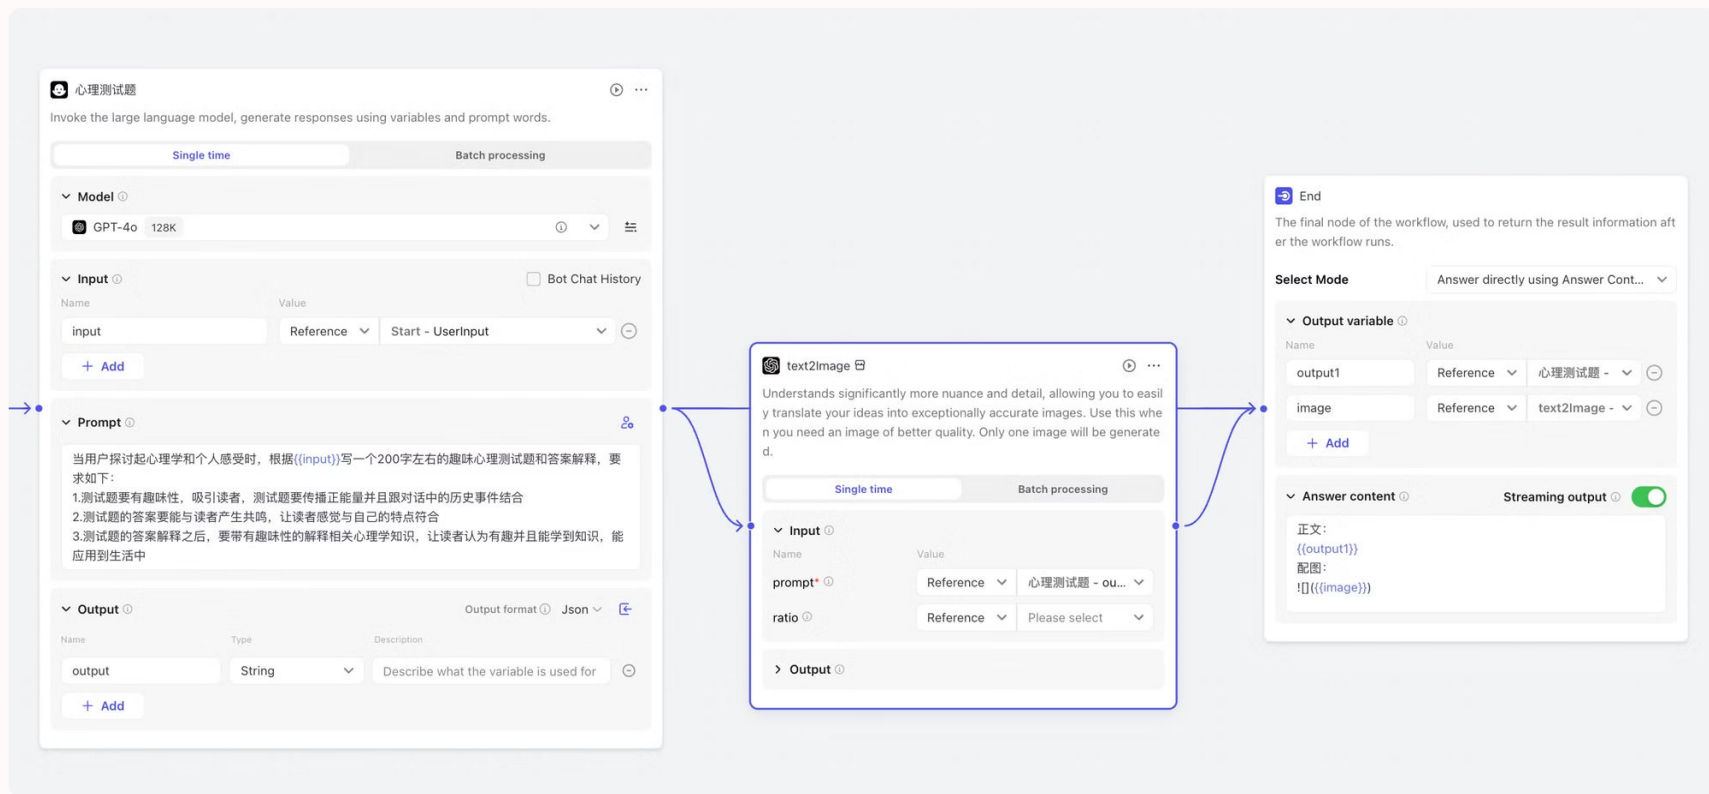 心理测试题
Invoke the large language model, generate responses using variables and prompt words.
Single time
Batch processing
Model
GPT-4o 128K
Input
Bot Chat History
Name
Value
input
Reference
Start - UserInput
+ Add
Prompt
当用户探讨起心理学和个人感受时，根据{{input}}写一个200字左右的趣味心理测试题和答案解释，要
求如下：
1.测试题要有趣味性，吸引读者，测试题要传播正能量并且跟对话中的历史事件结合
2.测试题的答案要能与读者产生共鸣，让读者感觉与自己的特点符合
3.测试题的答案解释之后，要带有趣味性的解释相关心理学知识，让读者认为有趣并且能学到知识，能
应用到生活中
Output
Output format
Json
Name
Type
Description
output
String
Describe what the variable is used for
+ Add
text2Image
Understands significantly more nuance and detail, allowing you to easil
y translate your ideas into exceptionally accurate images. Use this whe
n you need an image of better quality. Only one image will be generate
d.
Single time
Batch processing
Input
Name
Value
prompt*
Reference
心理测试题 - ou...
ratio
Reference
Please select
Output
End
The final node of the workflow, used to return the result information aft
er the workflow runs.
Select Mode
Answer directly using Answer Cont...
Output variable
Name
Value
output1
Reference
心理测试题 -
image
Reference
text2Image -
+ Add
Answer content
Streaming output
正文：
{{output1}}
配图：
![]({{image}})